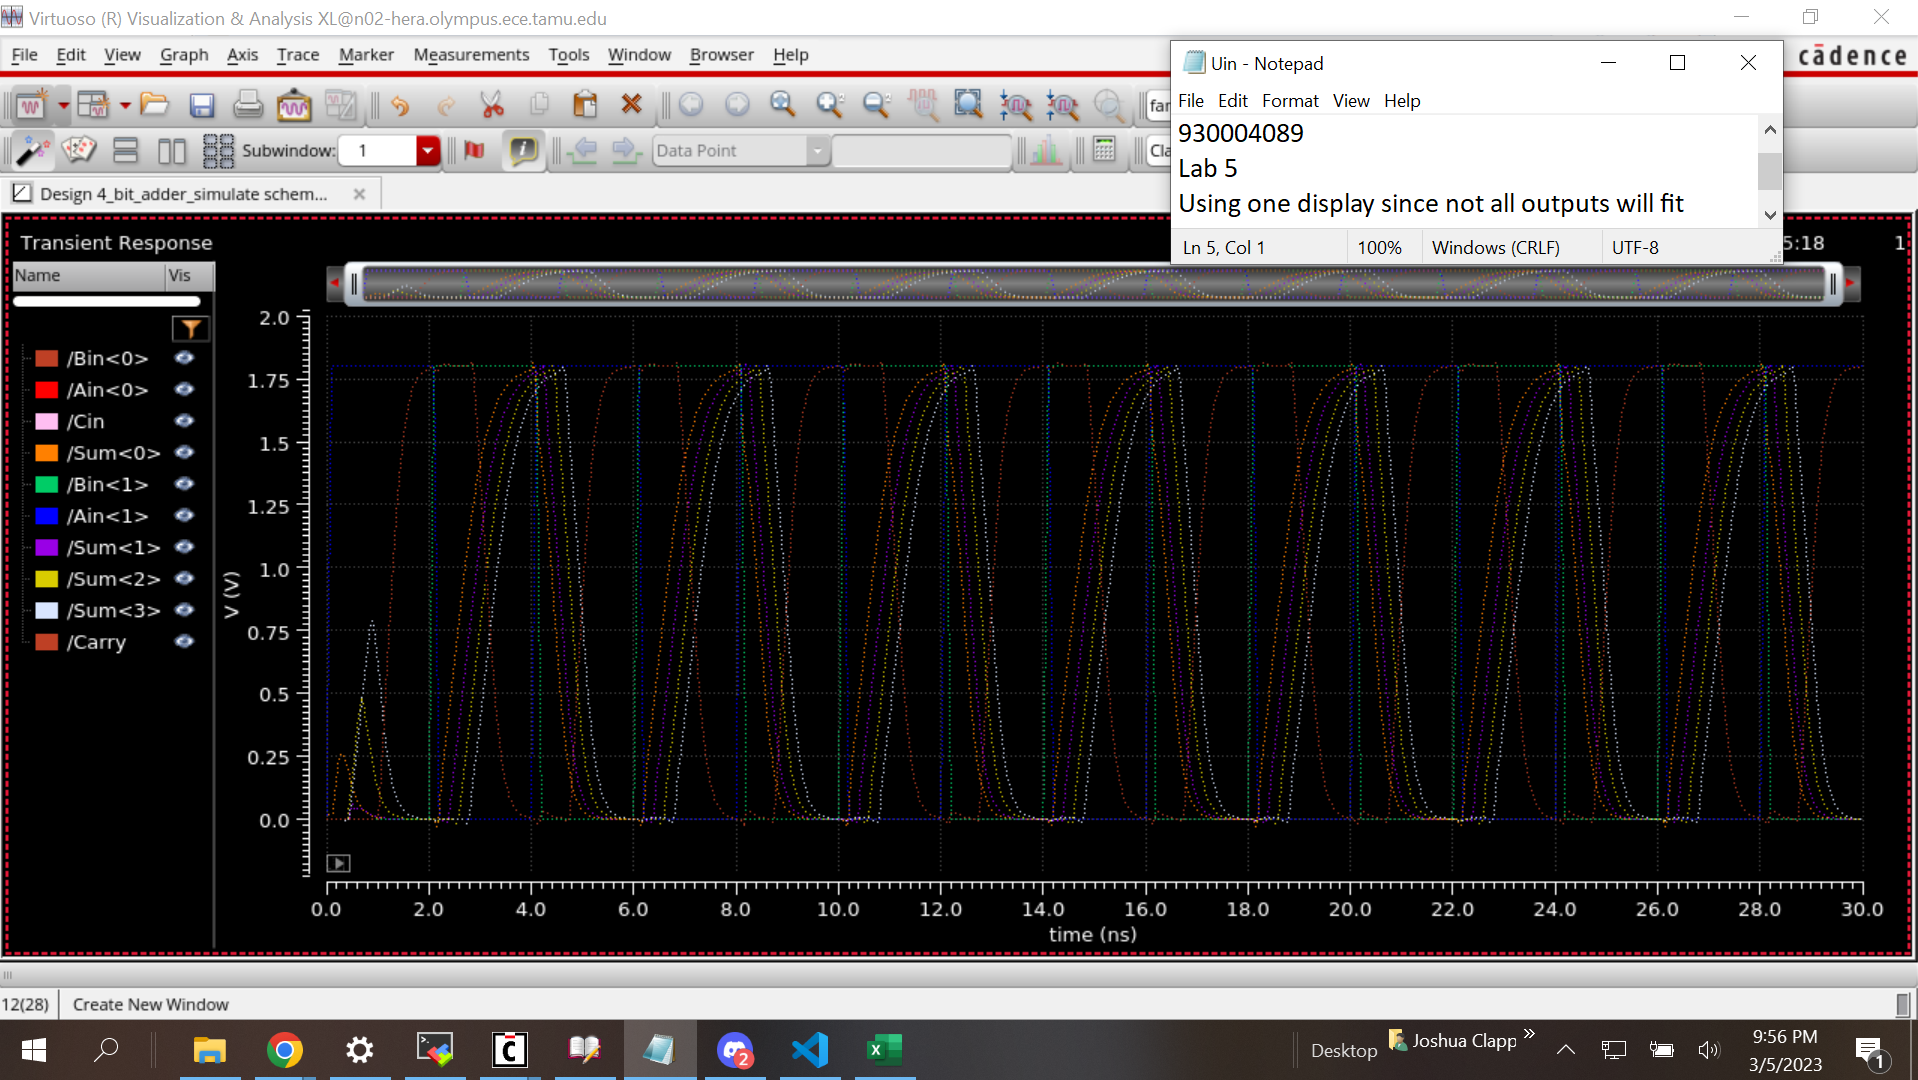 Virtuoso (R) Visualization & Analysis XL@n02-hera.olympus.ece.tamu.edu
File Edit View Graph Axis Trace Marker Measurements Tools Window Browser Help
cādence
Uin - Notepad
File Edit Format View Help
930004089
Lab 5
Using one display since not all outputs will fit
Ln 5, Col 1 100% Windows (CRLF) UTF-8
Subwindow: 1
Data Point
Design 4_bit_adder_simulate schem...
Transient Response
5:18 1
Name Vis
/Bin<0>
/Ain<0>
/Cin
/Sum<0>
/Bin<1>
/Ain<1>
/Sum<1>
/Sum<2>
/Sum<3>
/Carry
V (V)
2.0
1.75
1.5
1.25
1.0
0.75
0.5
0.25
0.0
0.0 2.0 4.0 6.0 8.0 10.0 12.0 14.0 16.0 18.0 20.0 22.0 24.0 26.0 28.0 30.0
time (ns)
12(28) Create New Window
Desktop
Joshua Clapp
9:56 PM
3/5/2023
2
1